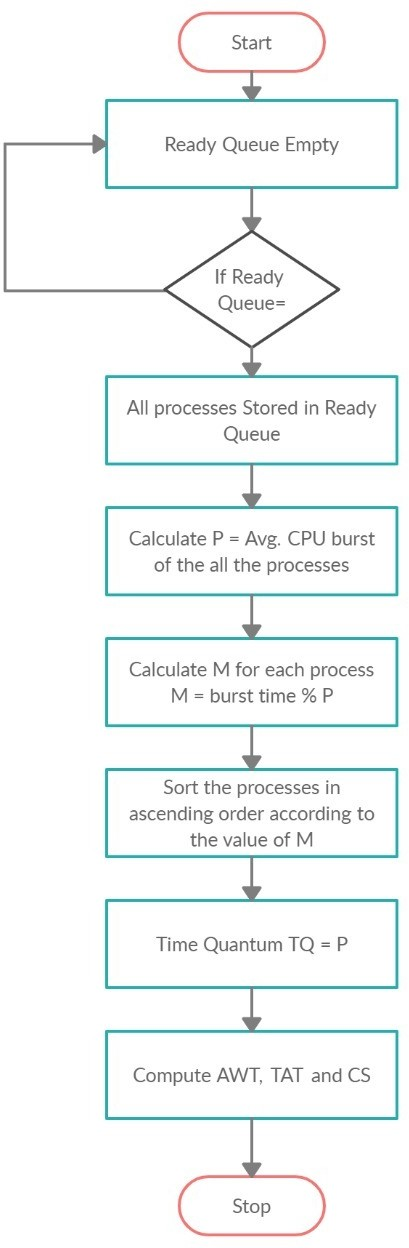 Start
Ready Queue Empty
If Ready
Queue=
All processes Stored in Ready
Queue
Calculate P = Avg. CPU burst
of the all the processes
Calculate M for each process
M = burst time % P
Sort the processes in
ascending order according to
the value of M
Time Quantum TQ = P
Compute AWT, TAT and CS
Stop